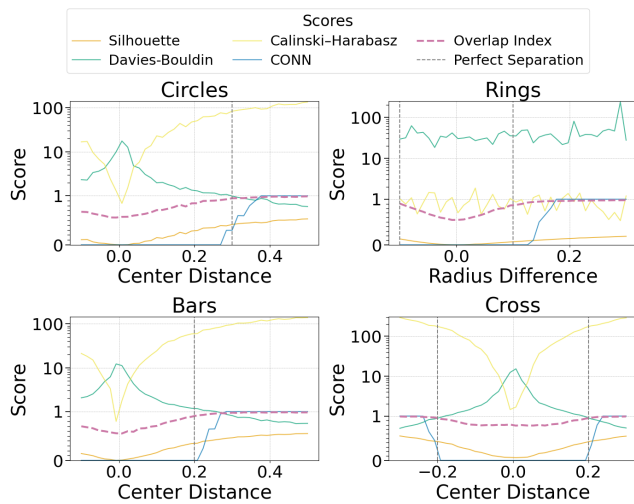 Scores
Silhouette
Davies-Bouldin
Calinski–Harabasz
CONN
Overlap Index
Perfect Separation
Circles
Score
100
10
1
0
0.0
0.2
0.4
Center Distance
Rings
Score
100
10
1
0
0.0
0.2
Radius Difference
Bars
Score
100
10
1
0
0.0
0.2
0.4
Center Distance
Cross
Score
100
10
1
0
−0.2
0.0
0.2
Center Distance